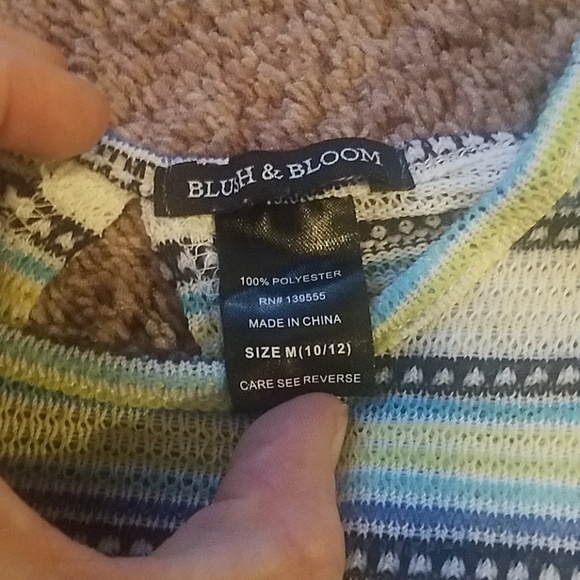 BLUSH & BLOOM
100% POLYESTER
RN# 139555
MADE IN CHINA
SIZE M(10/12)
CARE SEE REVERSE